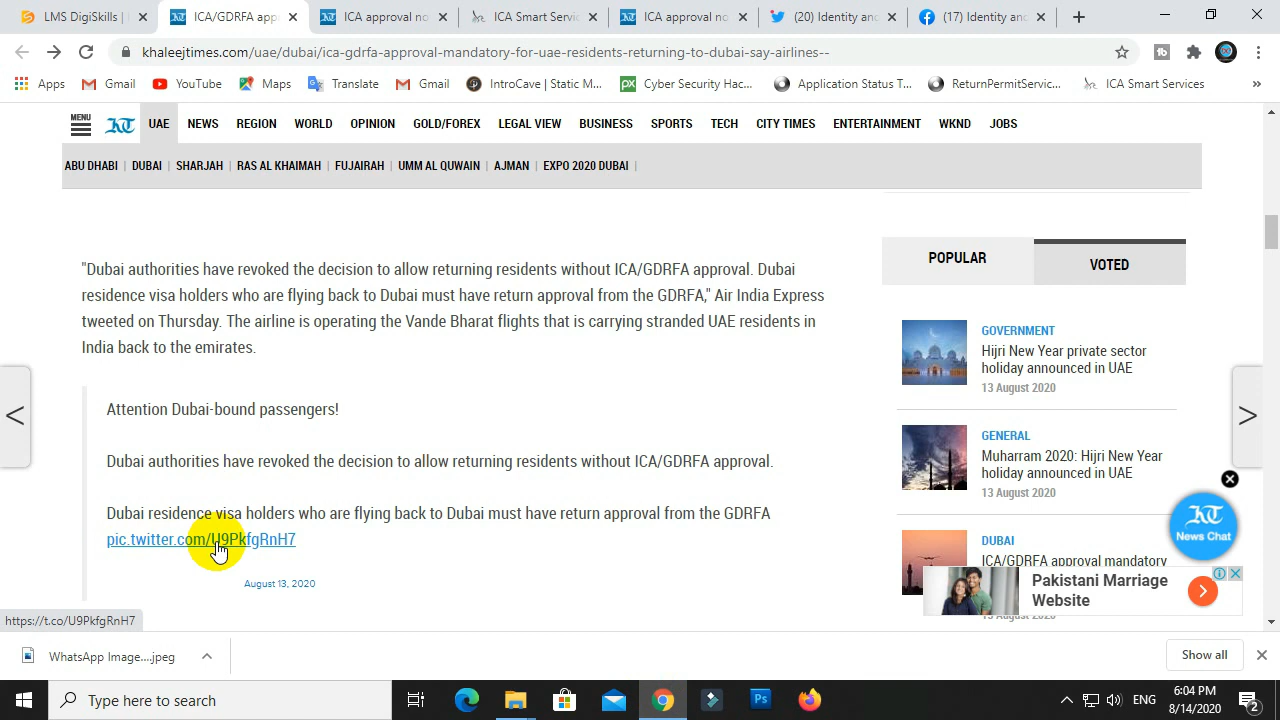 LMS DigiSkills |
ICA/GDRFA app
ICA approval no
ICA Smart Servic
ICA approval no
(20) Identity an
(17) Identity an
khaleejtimes.com/uae/dubai/ica-gdrfa-approval-mandatory-for-uae-residents-returning-to-dubai-say-airlines--
Apps
Gmail
YouTube
Maps
Translate
Gmail
IntroCave | Static M...
Cyber Security Hac...
Application Status T...
ReturnPermitServic...
ICA Smart Services
»
MENU
KT
UAE
NEWS
REGION
WORLD
OPINION
GOLD/FOREX
LEGAL VIEW
BUSINESS
SPORTS
TECH
CITY TIMES
ENTERTAINMENT
WKND
JOBS
ABU DHABI | DUBAI | SHARJAH | RAS AL KHAIMAH | FUJAIRAH | UMM AL QUWAIN | AJMAN | EXPO 2020 DUBAI |
"Dubai authorities have revoked the decision to allow returning residents without ICA/GDRFA approval. Dubai
residence visa holders who are flying back to Dubai must have return approval from the GDRFA," Air India Express
tweeted on Thursday. The airline is operating the Vande Bharat flights that is carrying stranded UAE residents in
India back to the emirates.
Attention Dubai-bound passengers!
Dubai authorities have revoked the decision to allow returning residents without ICA/GDRFA approval.
Dubai residence visa holders who are flying back to Dubai must have return approval from the GDRFA
pic.twitter.com/U9PkfgRnH7
August 13, 2020
<
>
POPULAR
VOTED
GOVERNMENT
Hijri New Year private sector
holiday announced in UAE
13 August 2020
GENERAL
Muharram 2020: Hijri New Year
holiday announced in UAE
13 August 2020
DUBAI
ICA/GDRFA approval mandatory
13 August 2020
KT
News Chat
Pakistani Marriage
Website
https://t.co/U9PkfgRnH7
WhatsApp Image....jpeg
Show all
Type here to search
Ps
ENG
6:04 PM
8/14/2020
2